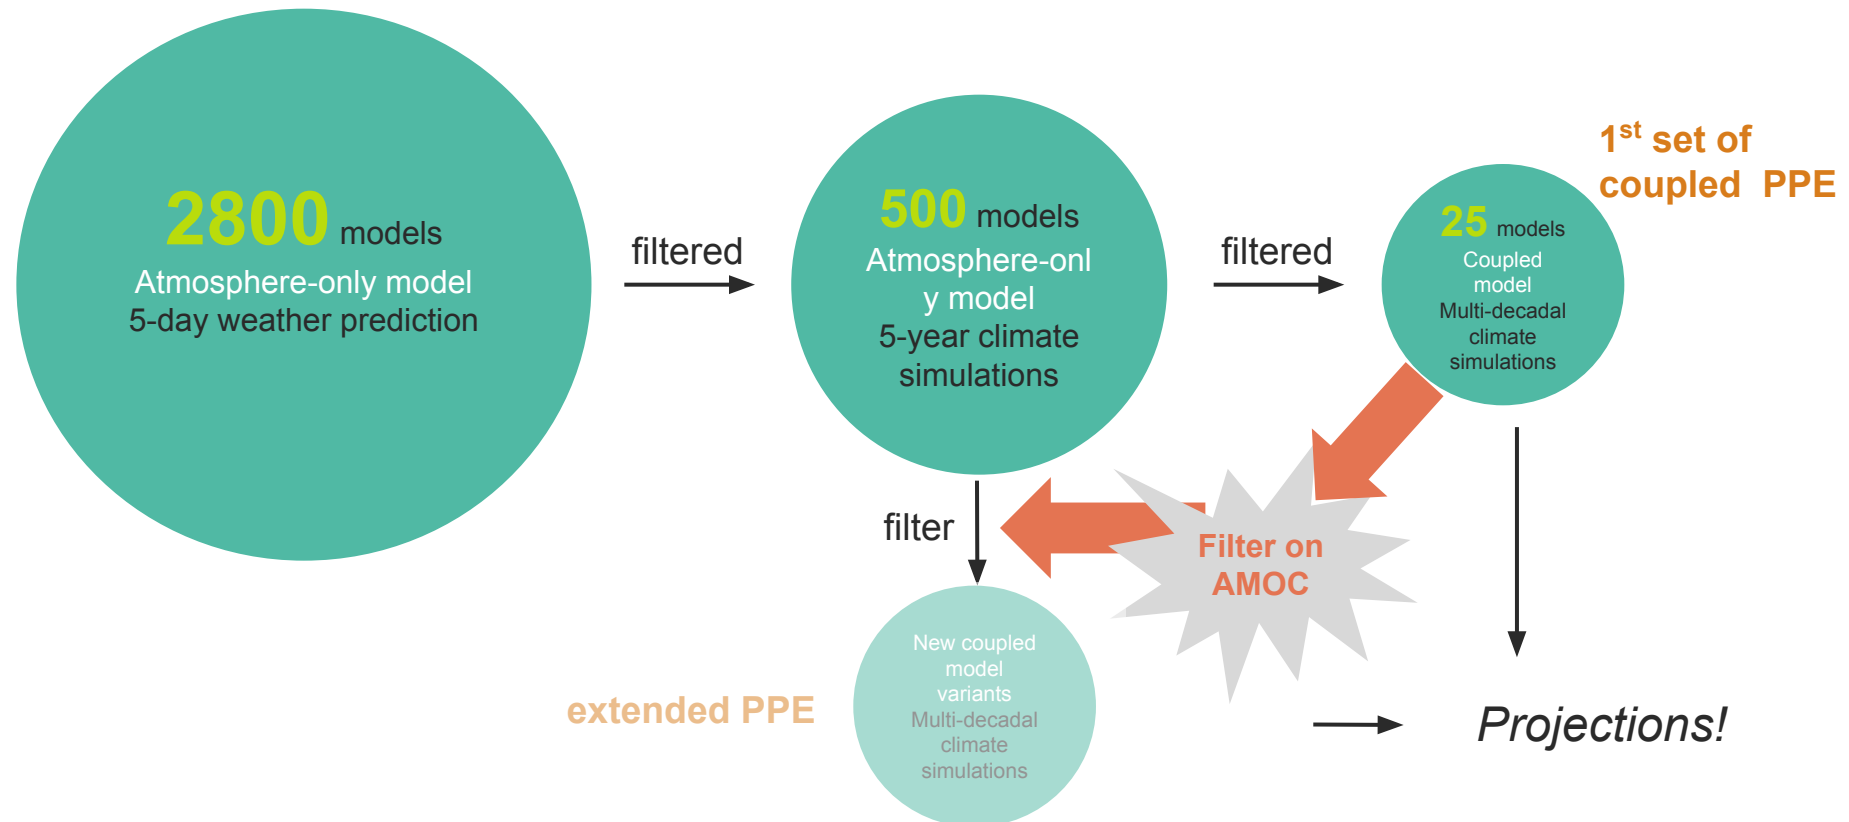 2800 models
Atmosphere-only model
5-day weather prediction
filtered
500 models
Atmosphere-onl
y model
5-year climate
simulations
filtered
1st set of
coupled PPE
25 models
Coupled
model
Multi-decadal
climate
simulations
filter
Filter on
AMOC
extended PPE
New coupled
model
variants
Multi-decadal
climate
simulations
Projections!